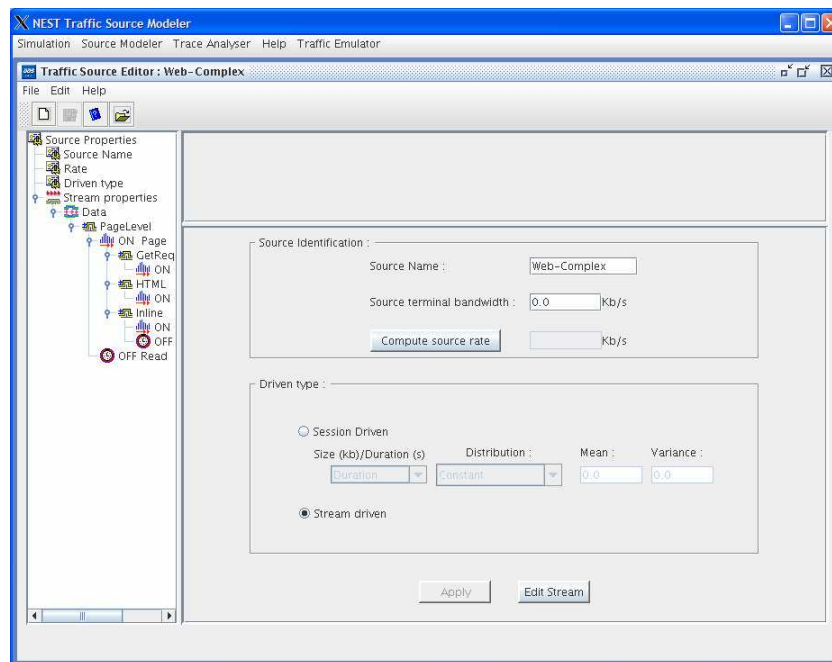 NEST Traffic Source Modeler
Simulation Source Modeler Trace Analyser Help Traffic Emulator
Traffic Source Editor : Web-Complex
File Edit Help
Source Properties
Source Name
Rate
Driven type
Stream properties
Data
PageLevel
ON Page
GetReq
ON
HTML
ON
Inline
ON
OFF
OFF Read
Source Identification :
Source Name : Web-Complex
Source terminal bandwidth : 0.0 Kb/s
Compute source rate Kb/s
Driven type :
Session Driven
Size (kb)/Duration (s) Distribution : Mean : Variance :
Duration Constant 0.0 0.0
Stream driven
Apply Edit Stream